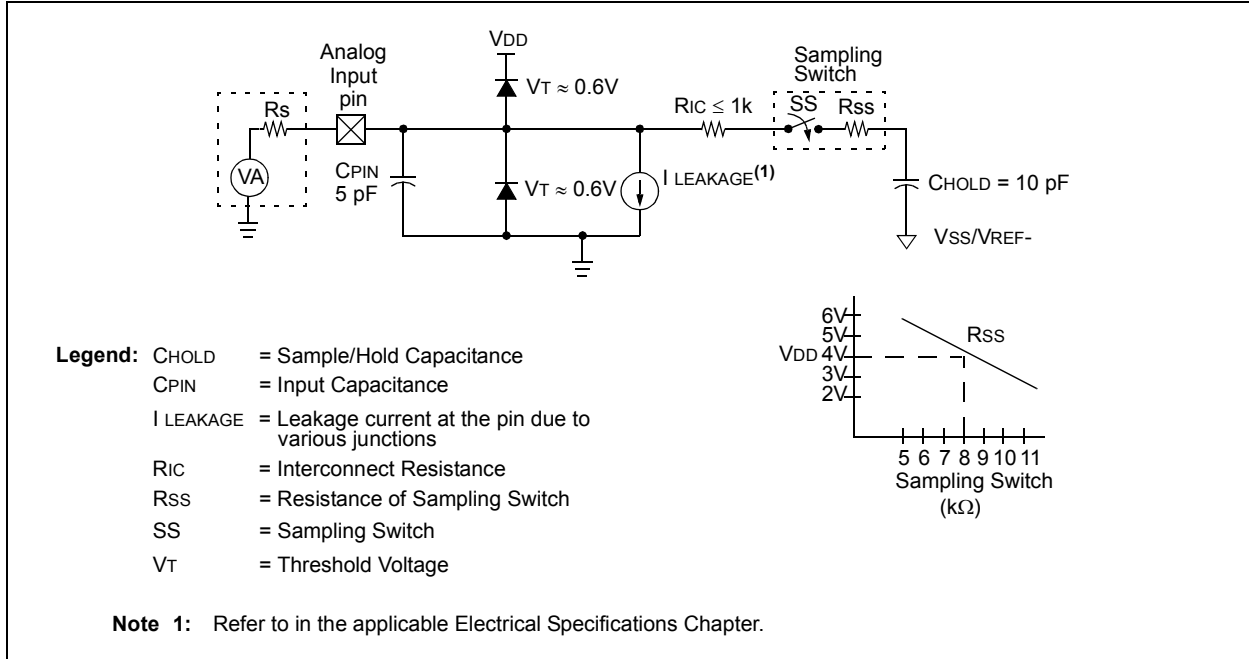 VDD
Analog
Input
pin
VT ≈ 0.6V
Sampling
Switch
Rs
RIC ≤ 1k
SS
Rss
VA
CPIN
5 pF
VT ≈ 0.6V
I LEAKAGE(1)
CHOLD = 10 pF
VSS/VREF-
6V
5V
VDD 4V
3V
2V
RSS
5 6 7 8 9 10 11
Sampling Switch
(kΩ)
Legend: CHOLD = Sample/Hold Capacitance
CPIN = Input Capacitance
I LEAKAGE = Leakage current at the pin due to
various junctions
RIC = Interconnect Resistance
RSS = Resistance of Sampling Switch
SS = Sampling Switch
VT = Threshold Voltage
Note 1: Refer to in the applicable Electrical Specifications Chapter.